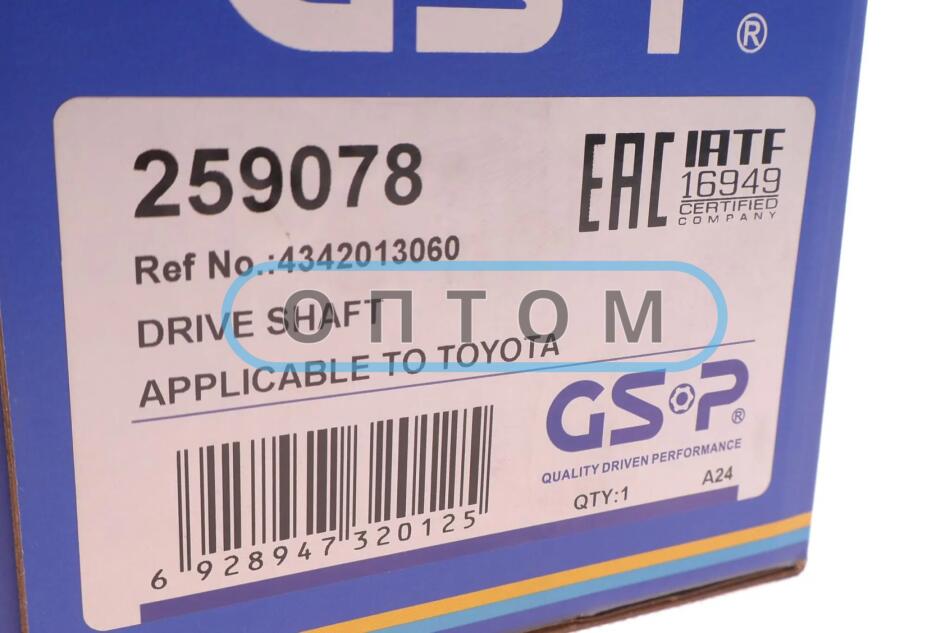 GSP®
259078
EAC
IATF
16949
CERTIFIED
COMPANY
Ref No.:4342013060
DRIVE SHAFT
ОПТОМ
APPLICABLE TO TOYOTA
GSP®
QUALITY DRIVEN PERFORMANCE
QTY:1
A24
6 928947 320125